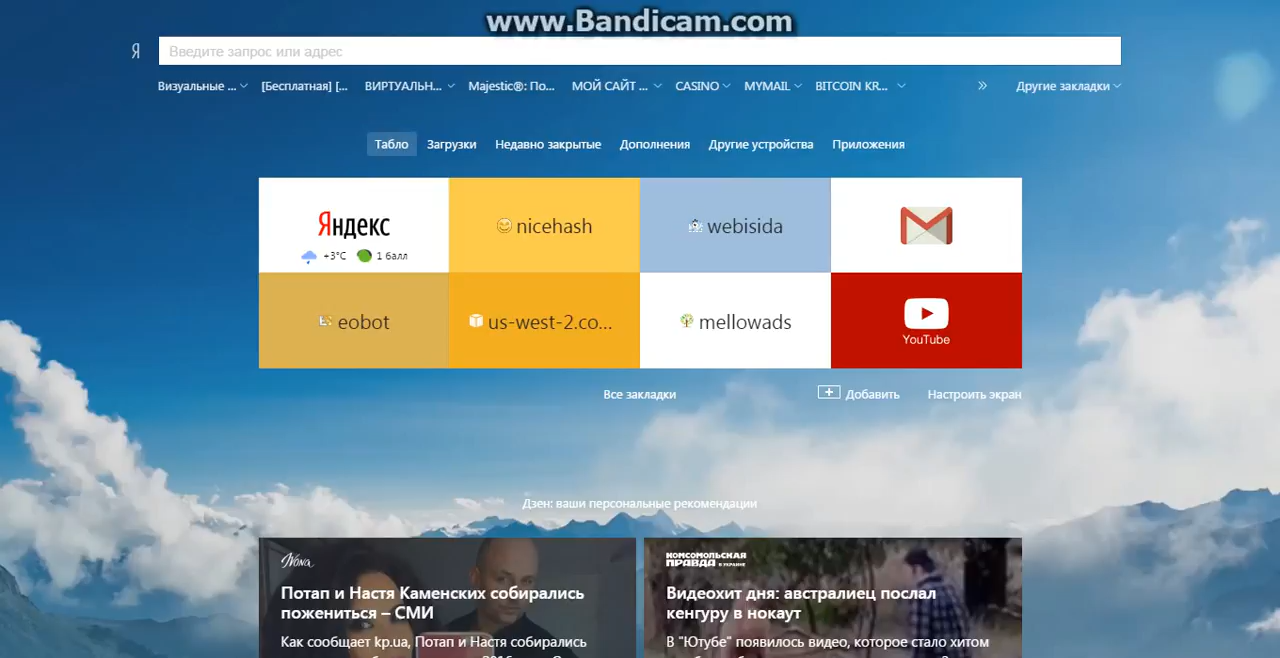 www.Bandicam.com
Я Введите запрос или адрес
Визуальные ... [Бесплатная] [... ВИРТУАЛЬН... Majestic®: По... МОЙ САЙТ ... CASINO MYMAIL BITCOIN KR... » Другие закладки
Табло Загрузки Недавно закрытые Дополнения Другие устройства Приложения
Яндекс
+3°C 1 балл
nicehash
webisida
eobot
us-west-2.co...
mellowads
YouTube
Все закладки Добавить Настроить экран
Дзен: ваши персональные рекомендации
Ivona
Потап и Настя Каменских собирались
пожениться – СМИ
Как сообщает kp.ua, Потап и Настя собирались
КОМСОМОЛЬСКАЯ
ПРАВДА В УКРАИНЕ
Видеохит дня: австралиец послал
кенгуру в нокаут
В "Ютубе" появилось видео, которое стало хитом